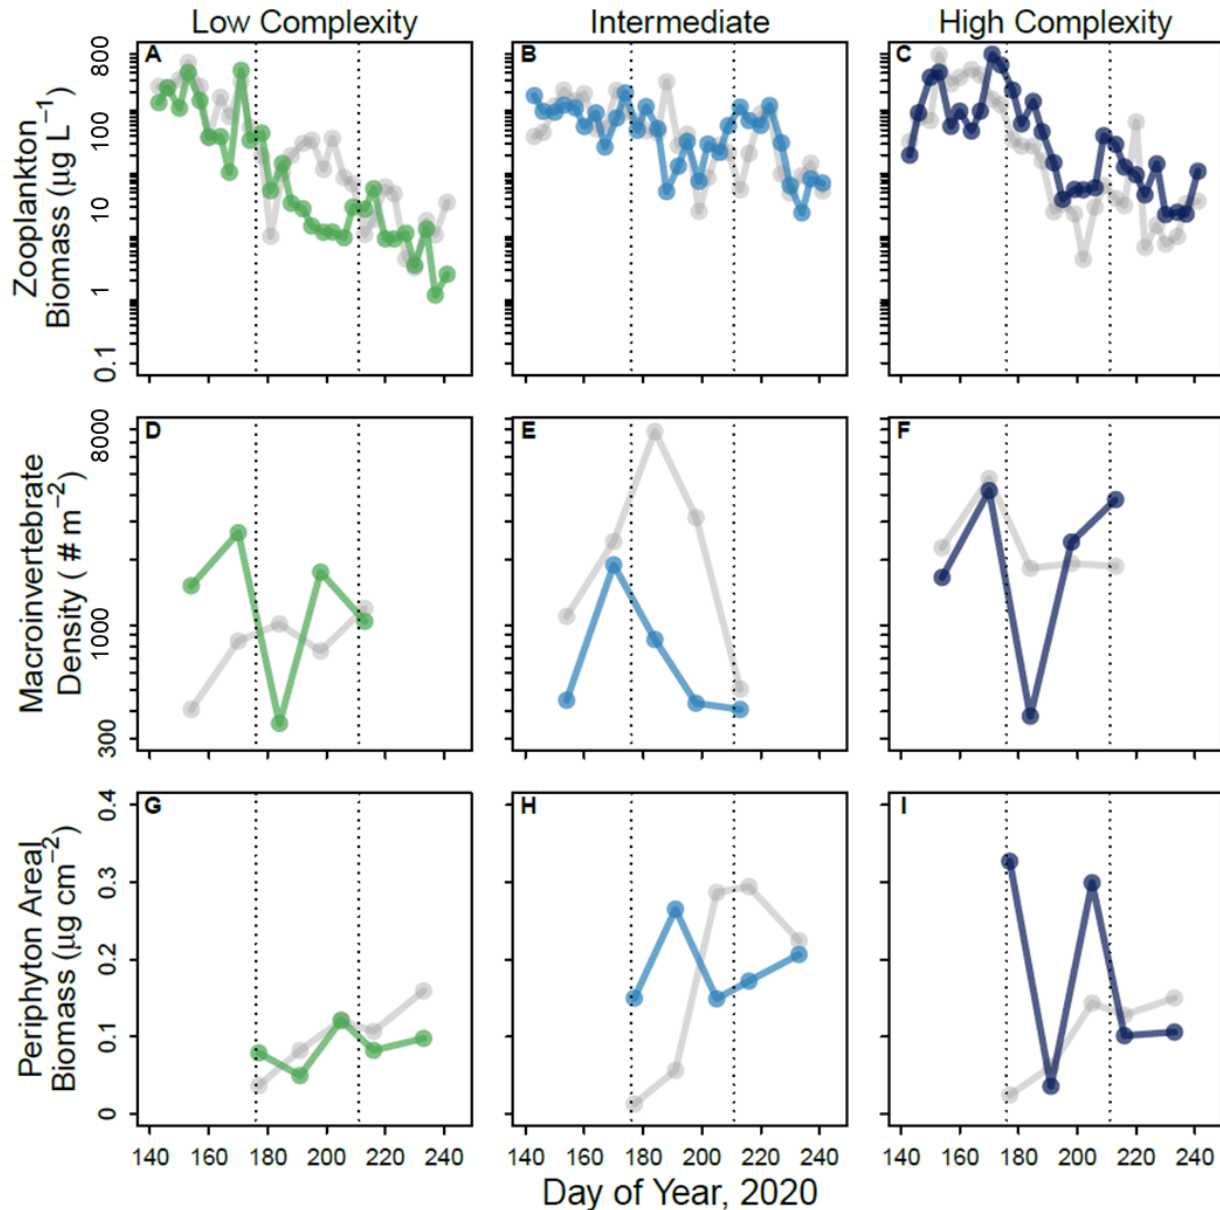 Low Complexity
Intermediate
High Complexity
Zooplankton
Biomass (µg L⁻¹)
800
100
10
1
0.1
A
B
C
140 160 180 200 220 240
140 160 180 200 220 240
140 160 180 200 220 240
Macroinvertebrate
Density ( # m⁻²)
8000
1000
300
D
E
F
Periphyton Areal
Biomass (µg cm⁻²)
0.4
0.3
0.2
0.1
0
G
H
I
Day of Year, 2020